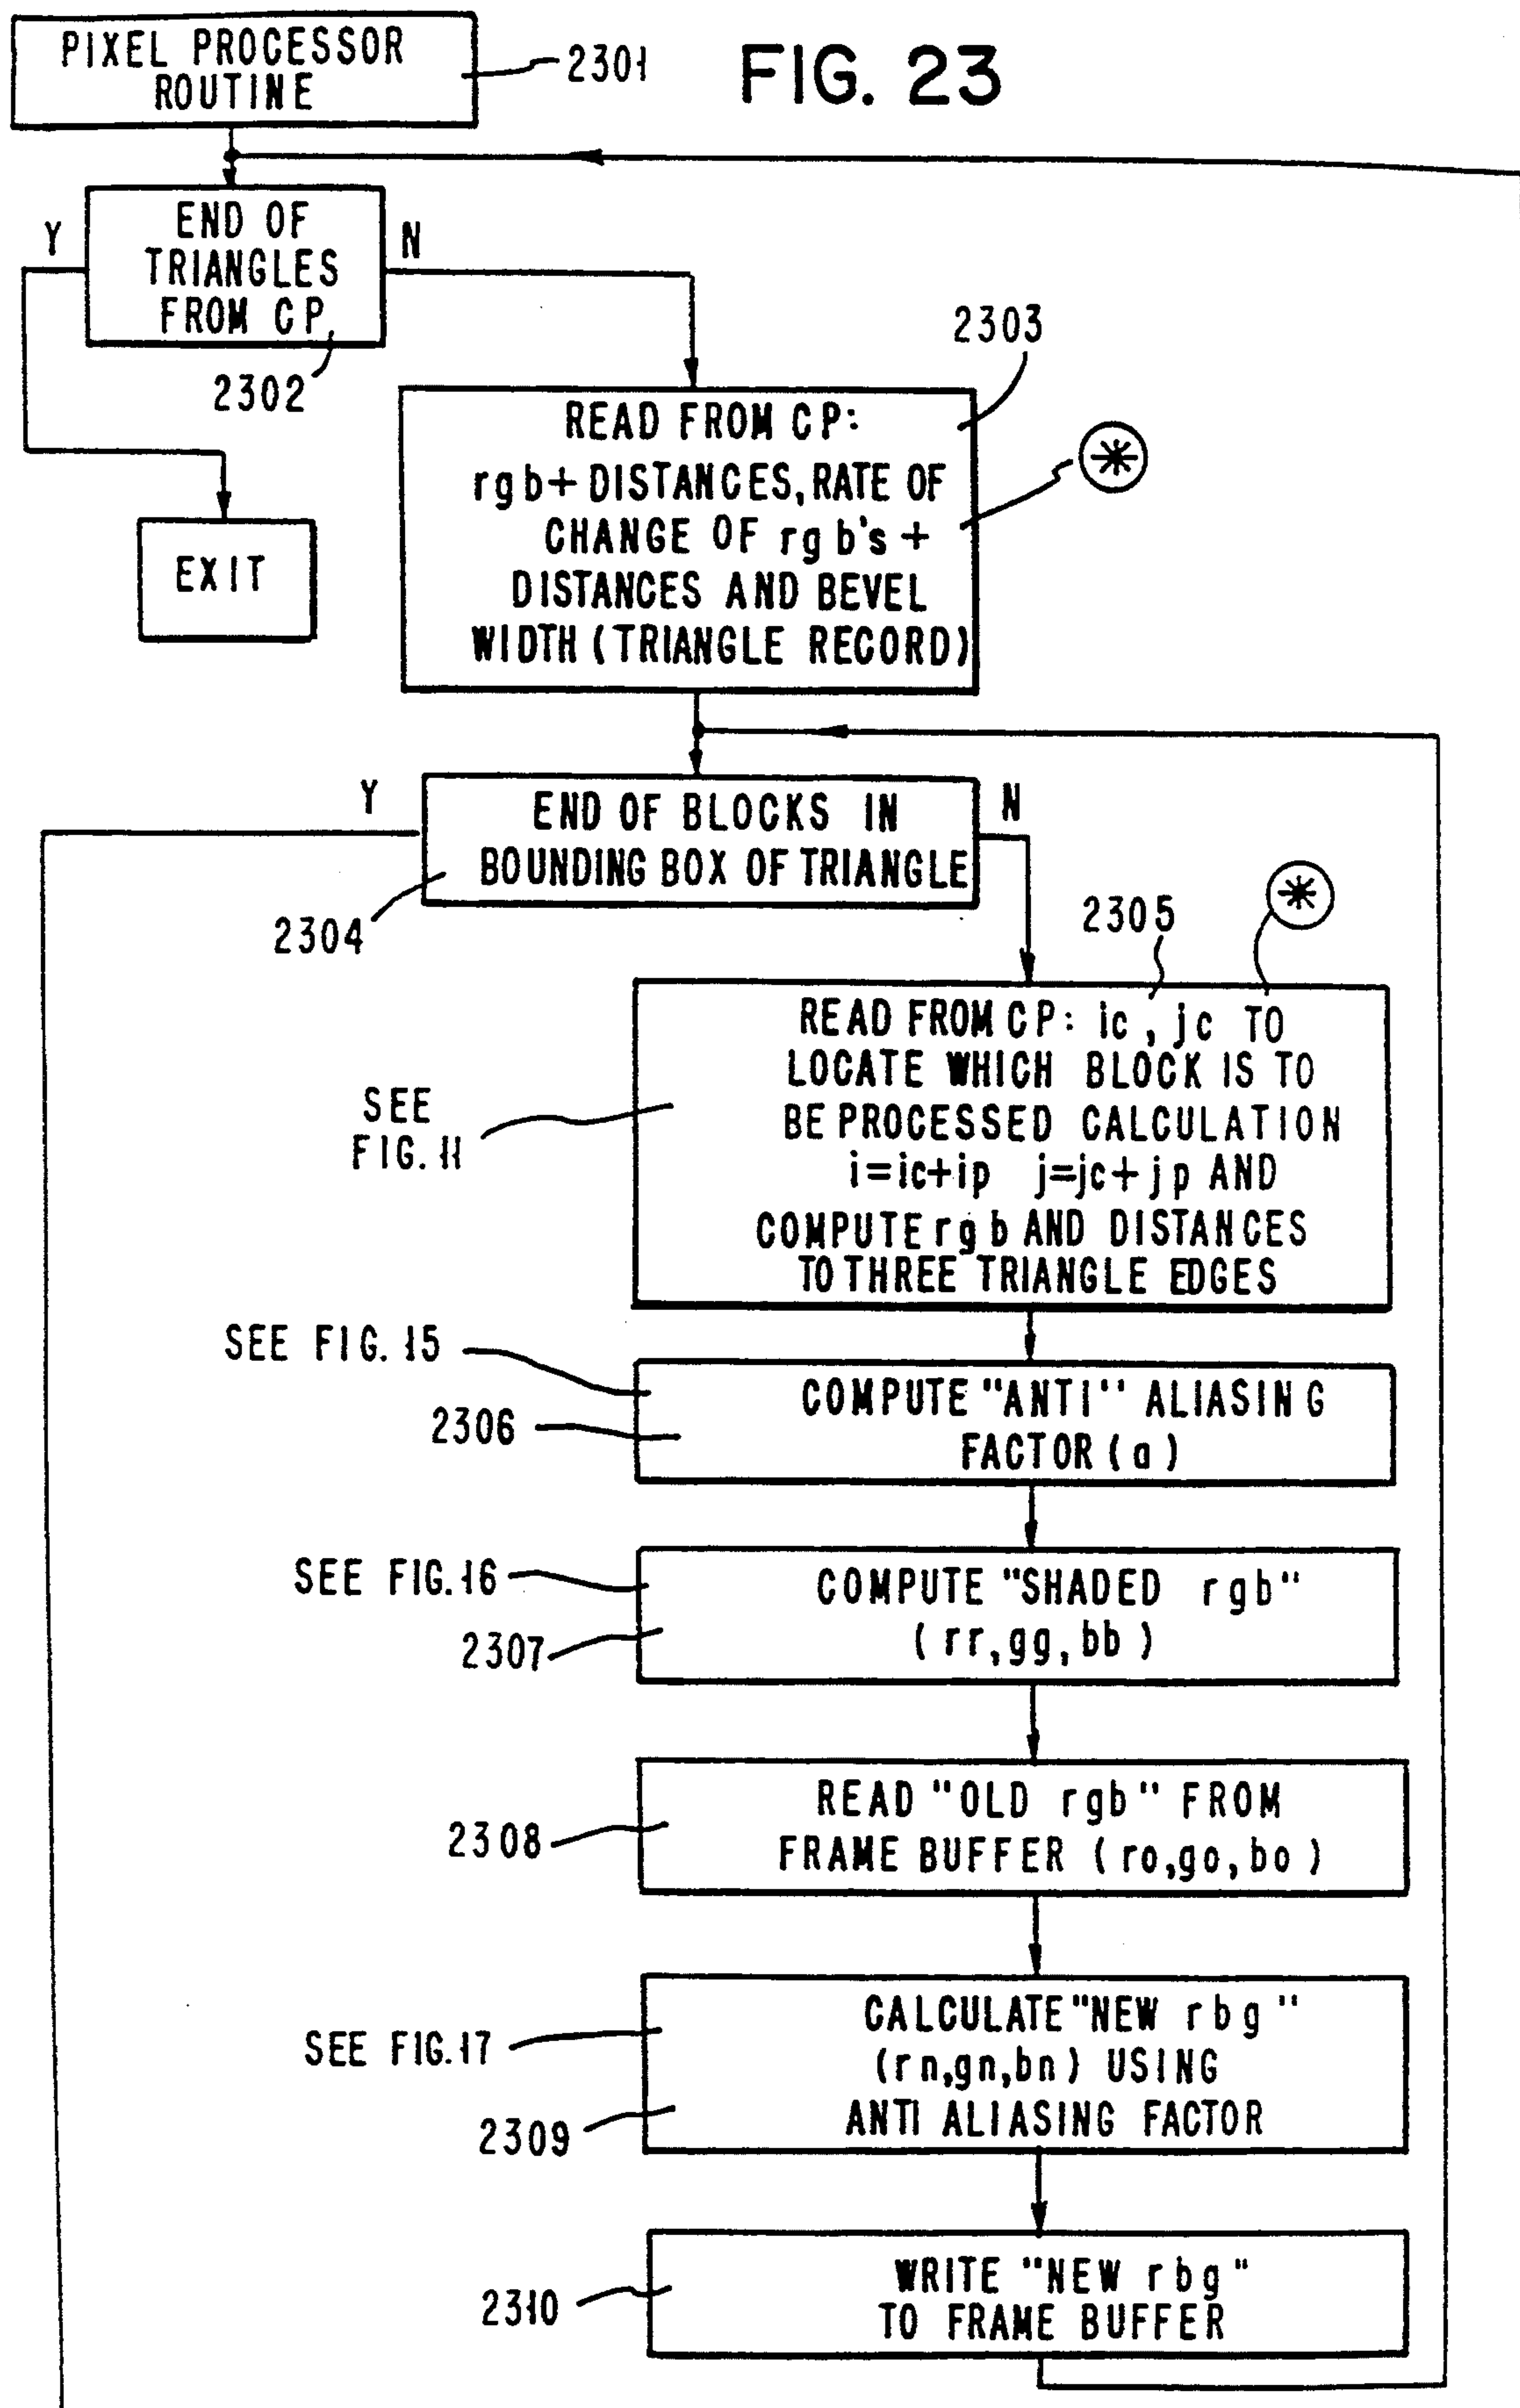 PIXEL PROCESSOR
ROUTINE
2301
FIG. 23
Y
END OF
TRIANGLES
FROM CP
N
2302
EXIT
2303
READ FROM CP:
rgb+ DISTANCES, RATE OF
CHANGE OF rgb's +
DISTANCES AND BEVEL
WIDTH (TRIANGLE RECORD)
Y
END OF BLOCKS IN
BOUNDING BOX OF TRIANGLE
N
2304
2305
READ FROM CP: ic, jc TO
LOCATE WHICH BLOCK IS TO
BE PROCESSED CALCULATION
i=ic+ip j=jc+jp AND
COMPUTE rgb AND DISTANCES
TO THREE TRIANGLE EDGES
SEE
FIG. 11
SEE FIG. 15
2306
COMPUTE "ANTI" ALIASING
FACTOR (a)
SEE FIG. 16
2307
COMPUTE "SHADED rgb"
(rr,gg,bb)
2308
READ "OLD rgb" FROM
FRAME BUFFER (ro,go,bo)
SEE FIG. 17
2309
CALCULATE "NEW rbg"
(rn,gn,bn) USING
ANTI ALIASING FACTOR
2310
WRITE "NEW rbg"
TO FRAME BUFFER